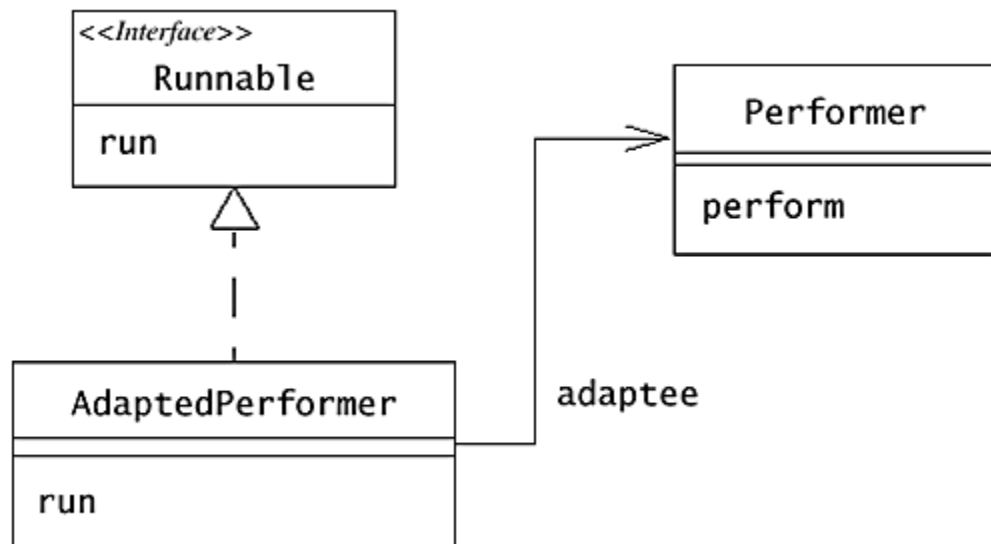 <<Interface>>
Runnable
run
Performer
perform
AdaptedPerformer
adaptee
run